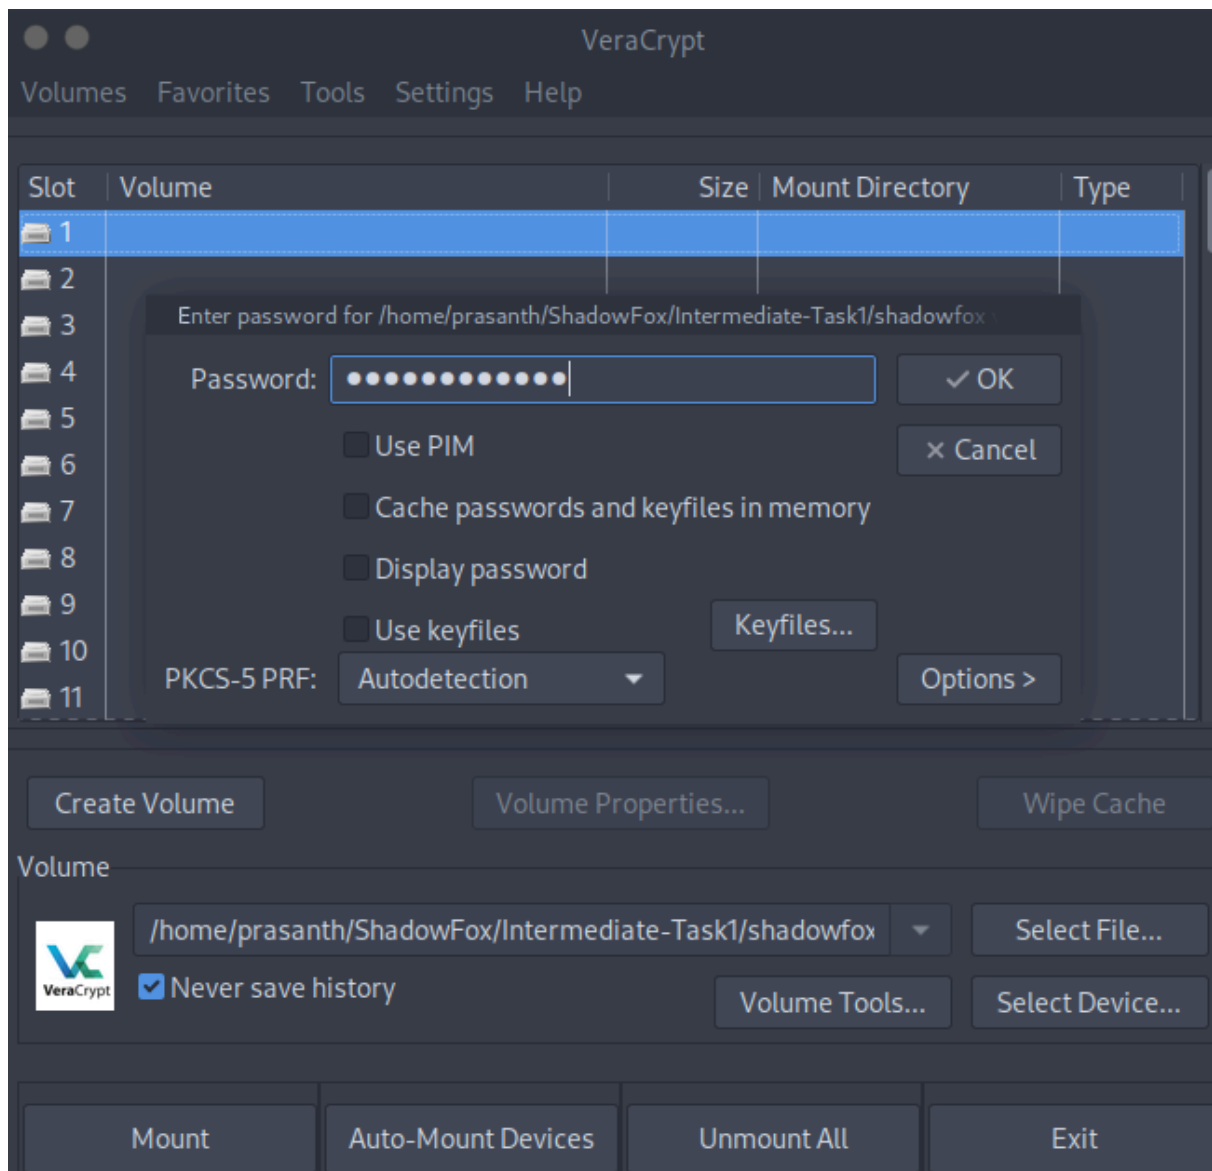 VeraCrypt
Volumes Favorites Tools Settings Help
Slot Volume Size Mount Directory Type
1
2
Enter password for /home/prasanth/ShadowFox/Intermediate-Task1/shadowfox
3
4
Password: ●●●●●●●●●●●● OK
5
Use PIM
6
Cancel
7
Cache passwords and keyfiles in memory
8
Display password
9
Use keyfiles Keyfiles...
10
PKCS-5 PRF: Autodetection Options >
11
Create Volume Volume Properties... Wipe Cache
Volume
/home/prasanth/ShadowFox/Intermediate-Task1/shadowfox Select File...
VeraCrypt
Never save history
Volume Tools... Select Device...
Mount Auto-Mount Devices Unmount All Exit